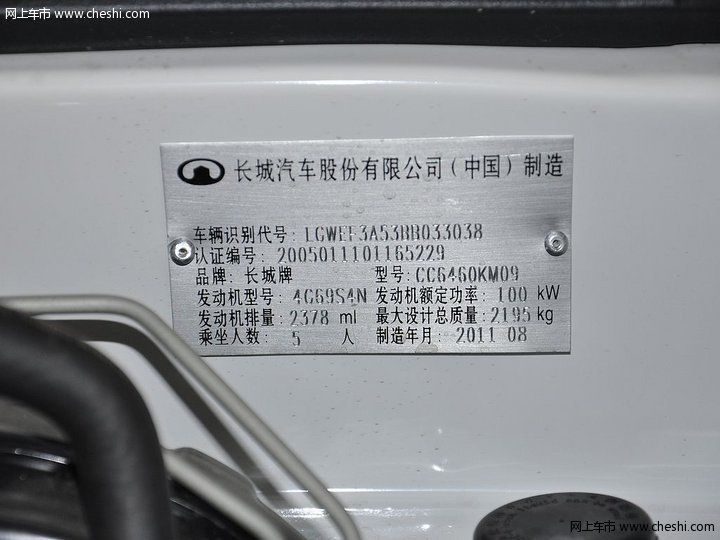 网上车市 www.cheshi.com
长城汽车股份有限公司(中国)制造
车辆识别代号: LGWEF3A53BB033038
认证编号: 2005011101165229
品牌: 长城牌 型号: CC6460KM09
发动机型号: 4G69S4N 发动机额定功率: 100 kW
发动机排量: 2378 ml 最大设计总质量: 2195 kg
乘坐人数: 5 人 制造年月: 2011 08
网上车市 www.cheshi.com